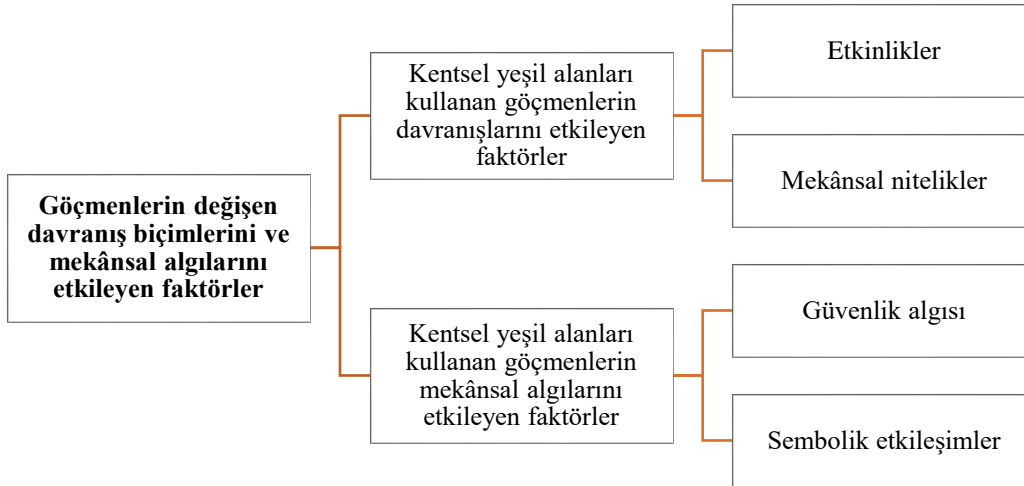 Göçmenlerin değişen
davranış biçimlerini ve
mekânsal algılarını
etkileyen faktörler
Kentsel yeşil alanları
kullanan göçmenlerin
davranışlarını etkileyen
faktörler
Etkinlikler
Mekânsal nitelikler
Kentsel yeşil alanları
kullanan göçmenlerin
mekânsal algılarını
etkileyen faktörler
Güvenlik algısı
Sembolik etkileşimler